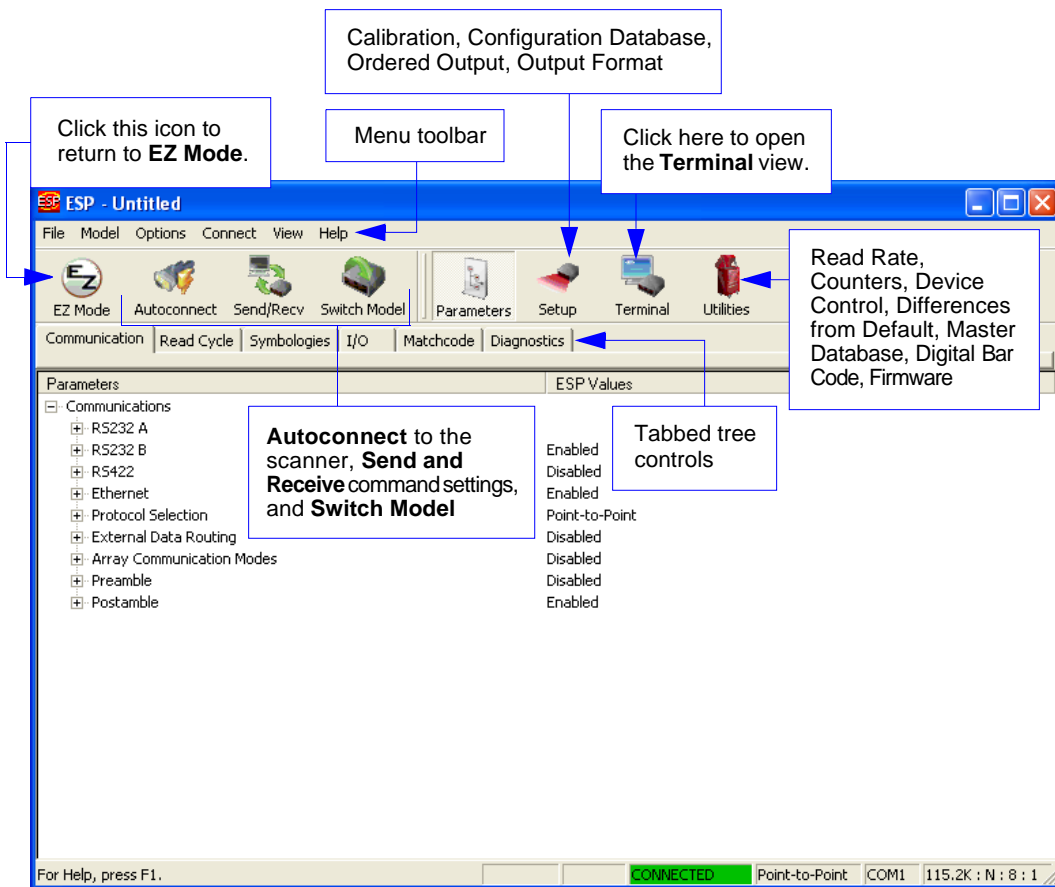 Calibration, Configuration Database,
Ordered Output, Output Format
Click this icon to
return to EZ Mode.
Menu toolbar
Click here to open
the Terminal view.
ESP ESP - Untitled
File Model Options Connect View Help
Read Rate,
Counters, Device
Control, Differences
from Default, Master
Database, Digital Bar
Code, Firmware
EZ
EZ Mode Autoconnect Send/Recv Switch Model Parameters Setup Terminal Utilities
Communication Read Cycle Symbologies I/O Matchcode Diagnostics
Parameters ESP Values
Communications
RS232 A
RS232 B Enabled
RS422 Disabled
Ethernet Enabled
Protocol Selection Point-to-Point
External Data Routing Disabled
Array Communication Modes Disabled
Preamble Disabled
Postamble Enabled
Autoconnect to the
scanner, Send and
Receive command settings,
and Switch Model
Tabbed tree
controls
For Help, press F1. CONNECTED Point-to-Point COM1 115.2K : N : 8 : 1